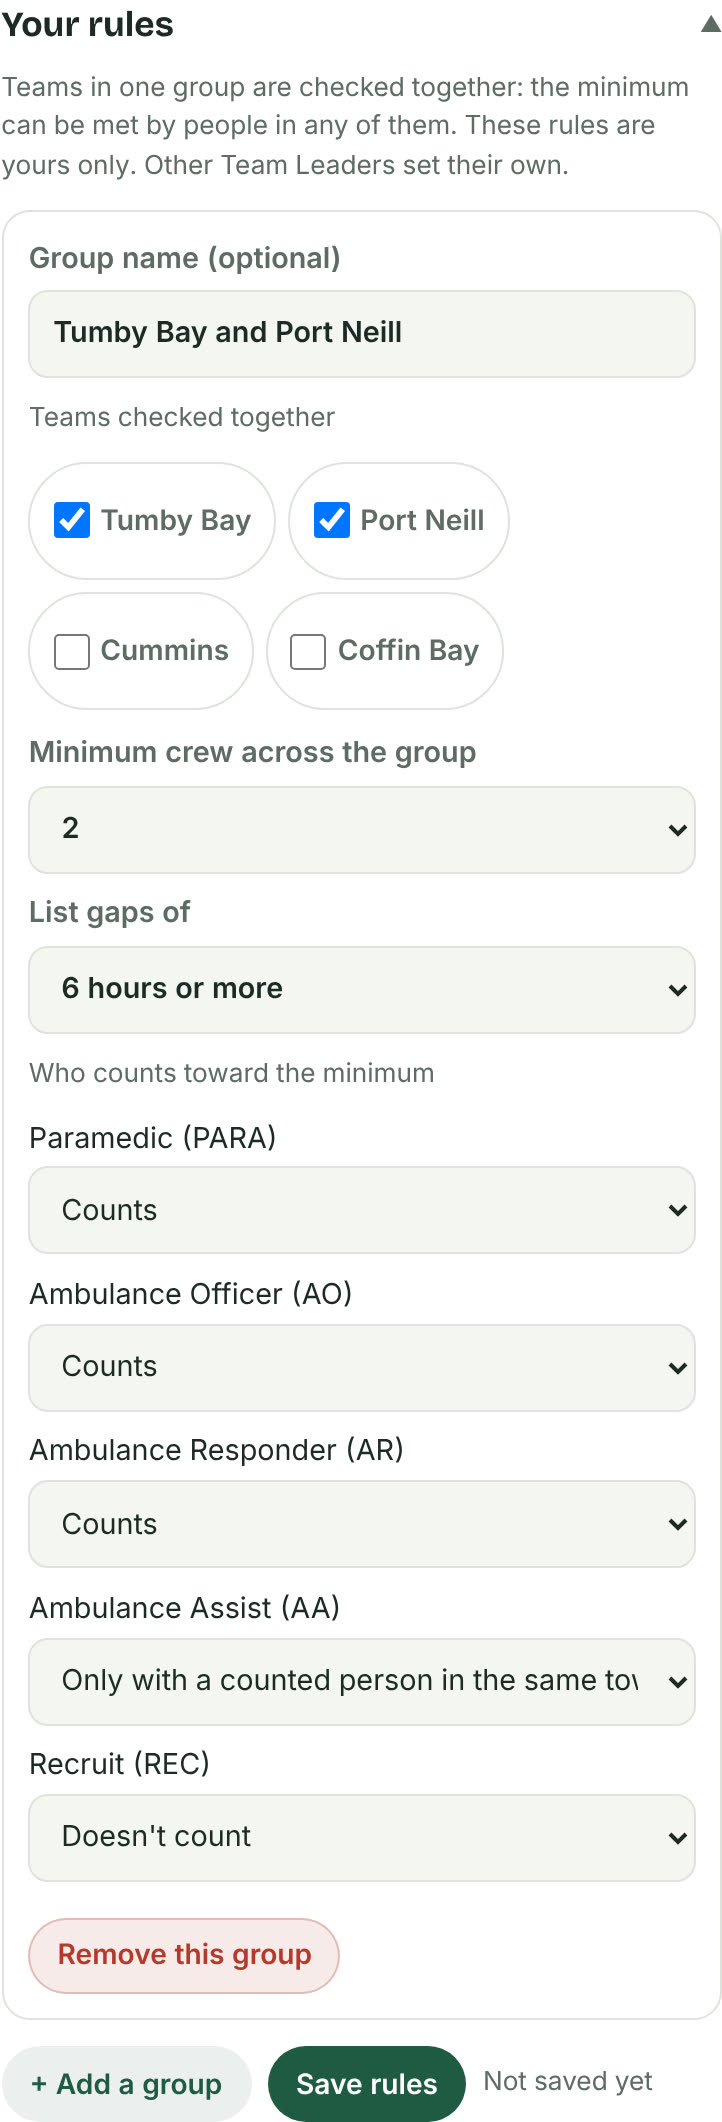 Your rules
Teams in one group are checked together: the minimum
can be met by people in any of them. These rules are
yours only. Other Team Leaders set their own.
Group name (optional)
Tumby Bay and Port Neill
Teams checked together
Tumby Bay
Port Neill
Cummins
Coffin Bay
Minimum crew across the group
2
List gaps of
6 hours or more
Who counts toward the minimum
Paramedic (PARA)
Counts
Ambulance Officer (AO)
Counts
Ambulance Responder (AR)
Counts
Ambulance Assist (AA)
Only with a counted person in the same
Recruit (REC)
Doesn't count
Remove this group
+ Add a group
Save rules
Not saved yet